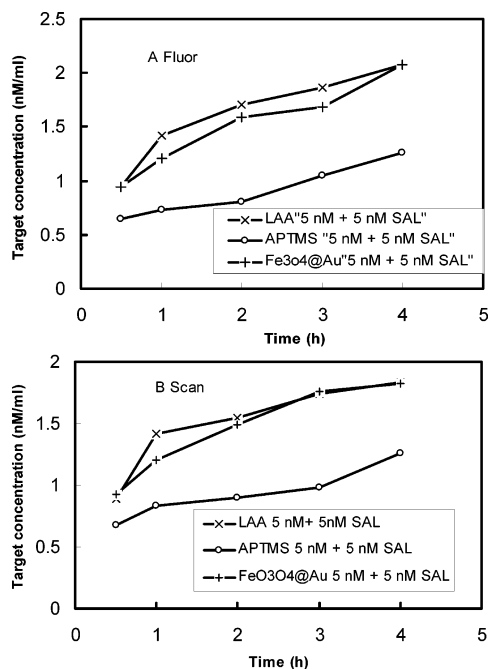 A Fluor
Target concentration (nM/ml)
2.5
2
1.5
1
0.5
0
LAA"5 nM + 5 nM SAL"
APTMS "5 nM + 5 nM SAL"
Fe3o4@Au"5 nM + 5 nM SAL"
0 1 2 3 4 5
Time (h)
B Scan
Target concentration (nM/ml)
2
1.5
1
0.5
0
LAA 5 nM+ 5nM SAL
APTMS 5 nM + 5 nM SAL
FeO3O4@Au 5 nM + 5 nM SAL
0 1 2 3 4 5
Time (h)